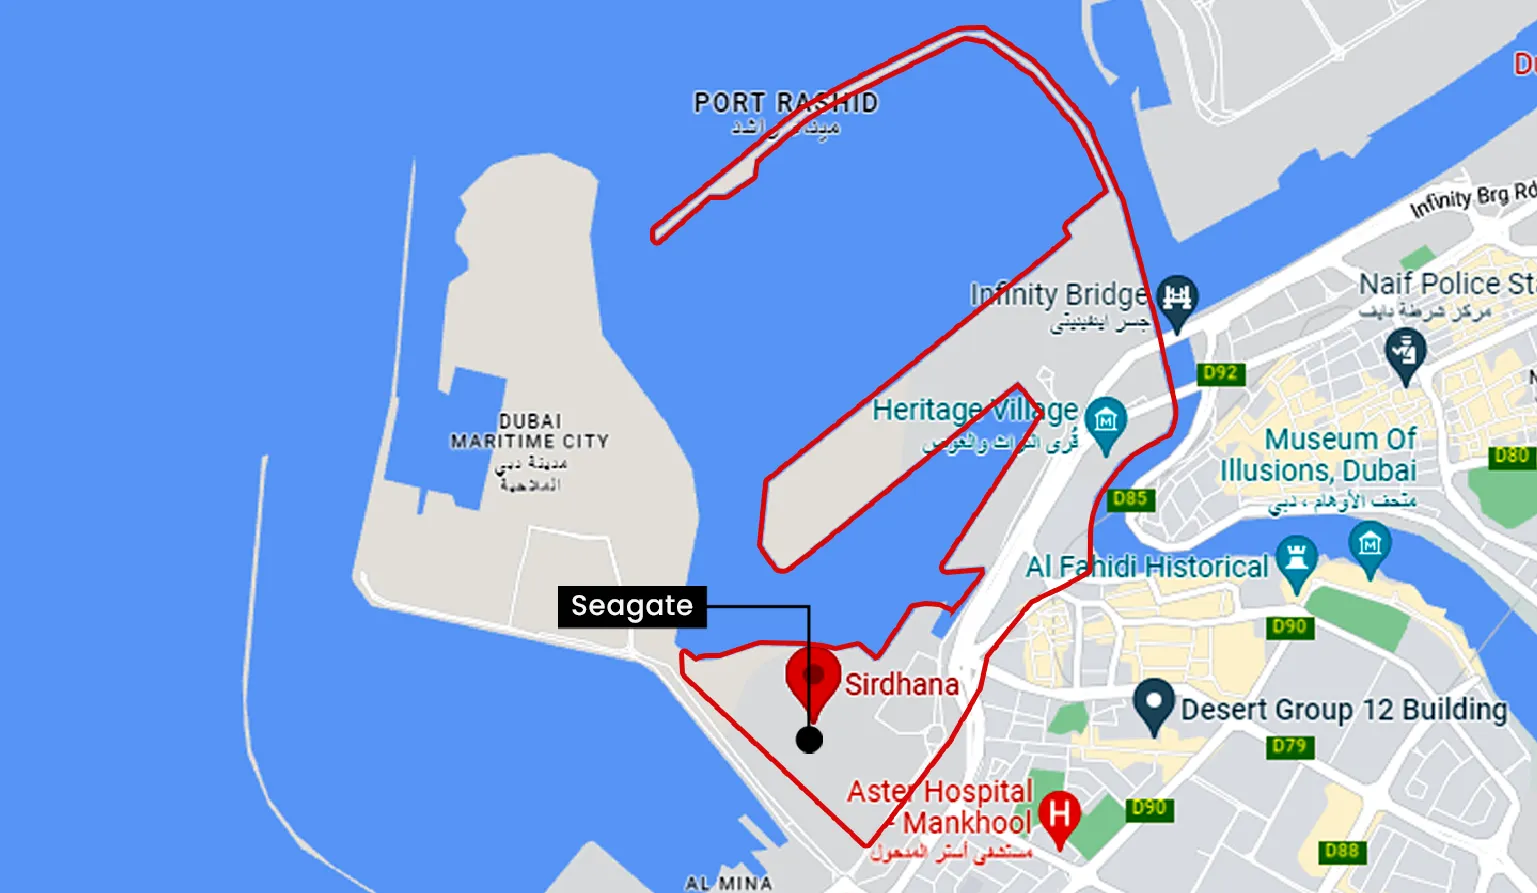 Du
PORT RASHID
ميناء راشد
Infinity Brg Rd
Infinity Bridge
جسر اينفينيتي
Naif Police St
مركز شرطة نايف
D92
Heritage Village
قرى التراث والغوص
DUBAI
MARITIME CITY
مدينة دبي
الملاحية
Museum Of
Illusions, Dubai
متحف الأوهام ، دبي
D80
D85
Al Fahidi Historical
Seagate
D90
Sirdhana
Desert Group 12 Building
D79
Aster Hospital
- Mankhool
مستشفى أستر المنخول
H
D90
D88
AL MINA